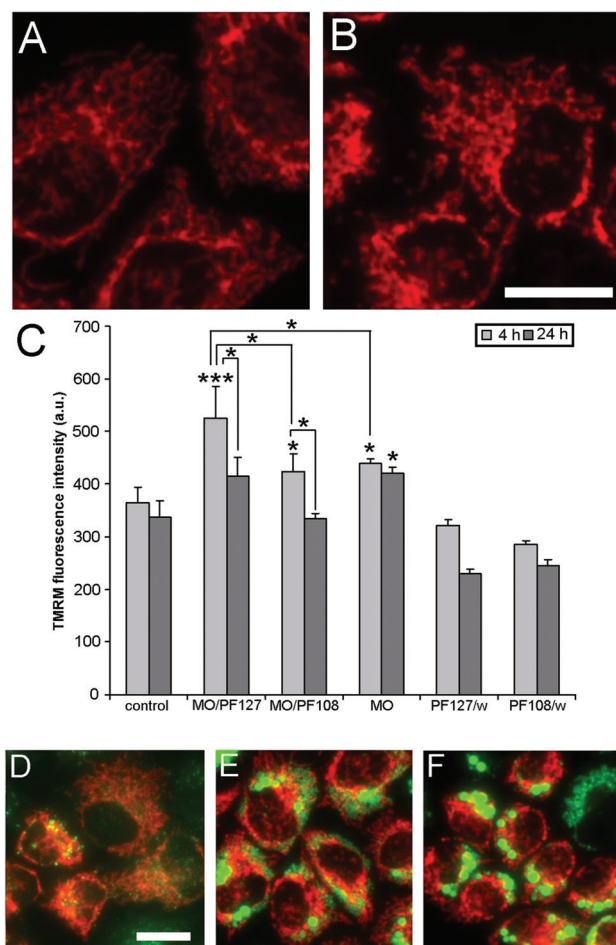 A
B
C
TMRM fluorescence intensity (a.u.)
700
600
500
400
300
200
100
0
4 h
24 h
*
*
*** *
*
*
* *
control MO/PF127 MO/PF108 MO PF127/w PF108/w
D
E
F